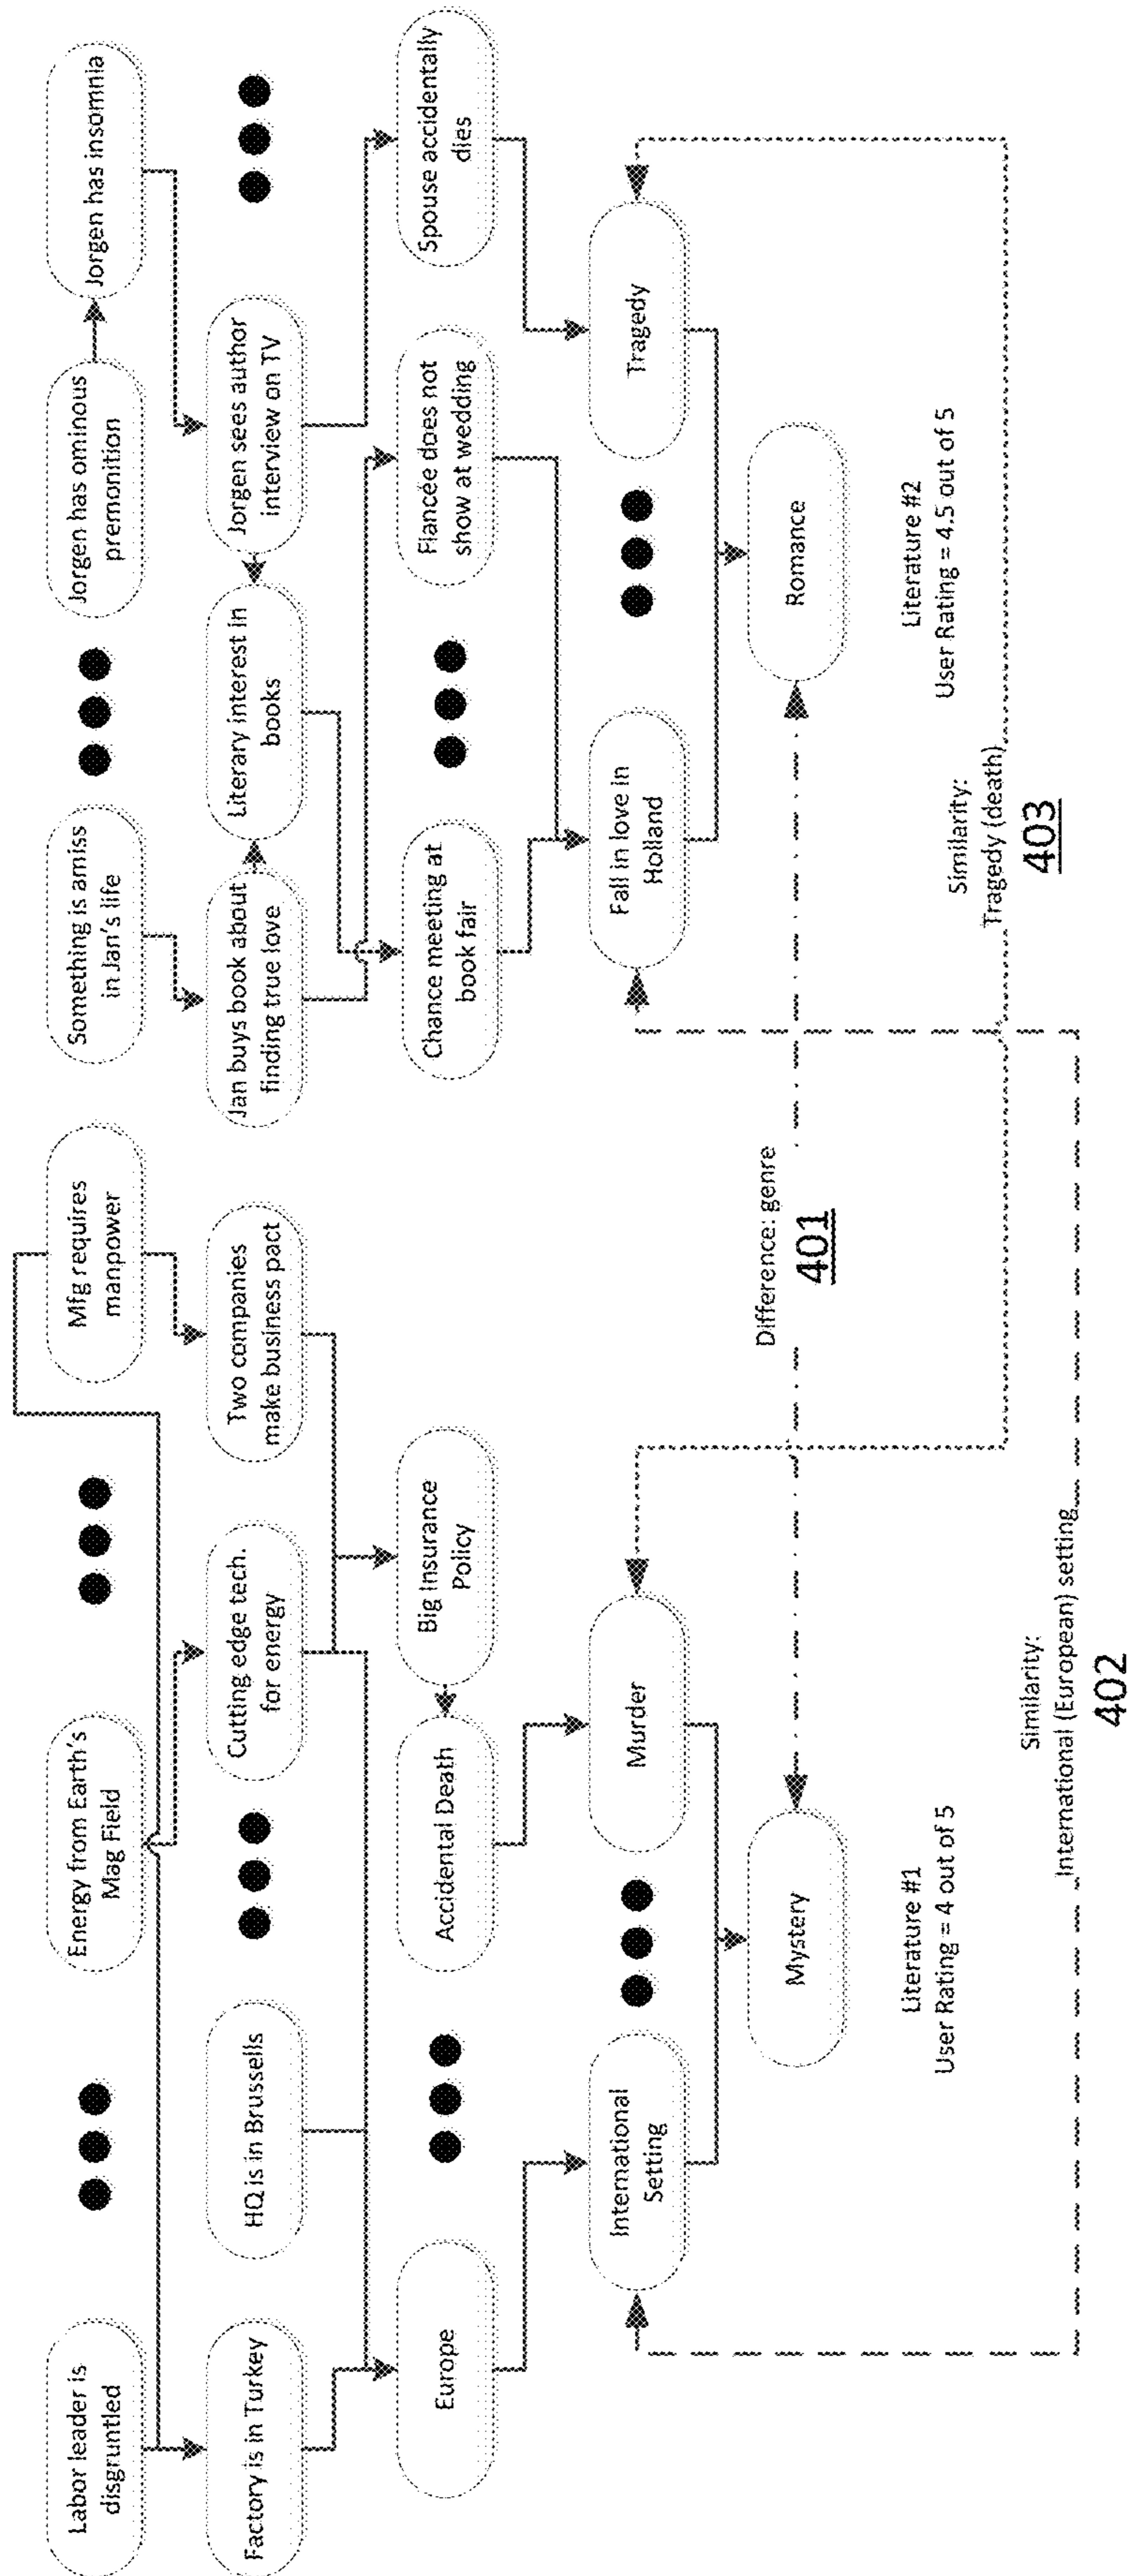 Labor leader is
disgruntled
Energy from Earth's
Mag Field
Mfg requires
manpower
Something is amiss
in Jan's life
Jorgen has ominous
premonition
Jorgen has insomnia
Factory is in Turkey
HQ is in Brussells
Cutting edge tech.
for energy
Two companies
make business pact
Jan buys book about
finding true love
Literary interest in
books
Jorgen sees author
interview on TV
Europe
Accidental Death
Big Insurance
Policy
Chance meeting at
book fair
Fiancée does not
show at wedding
Spouse accidentally
dies
International
Setting
Murder
Fall in love in
Holland
Tragedy
Mystery
Difference: genre
401
Romance
Literature #1
User Rating = 4 out of 5
Literature #2
User Rating = 4.5 out of 5
Similarity:
Tragedy (death)
403
Similarity:
International (European) setting
402